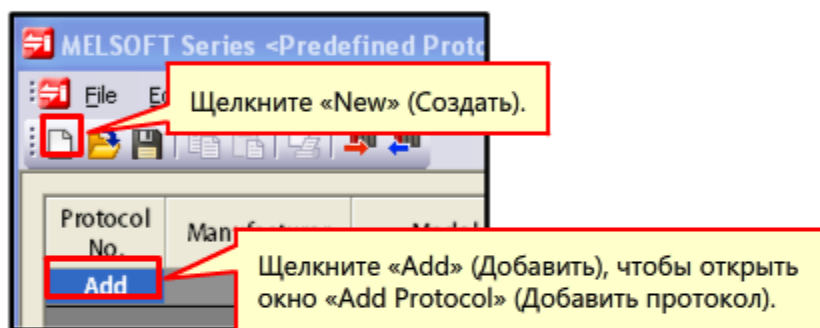 MELSOFT Series <Predefined Proto
File
Щелкните «New» (Создать).
Protocol
No.
Add
Щелкните «Add» (Добавить), чтобы открыть
окно «Add Protocol» (Добавить протокол).